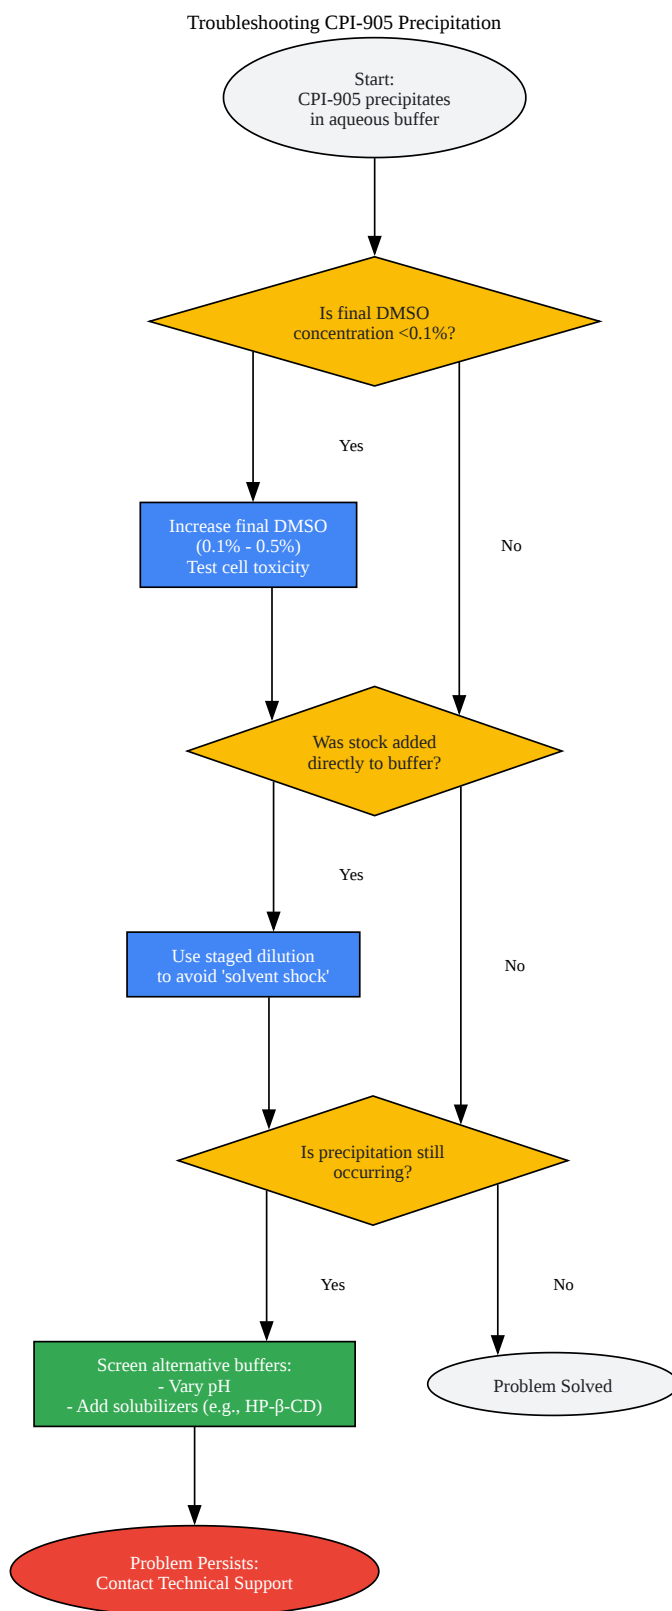 Troubleshooting CPI-905 Precipitation
Start:
CPI-905 precipitates
in aqueous buffer
Is final DMSO
concentration <0.1%?
Yes
Increase final DMSO
(0.1% - 0.5%)
Test cell toxicity
No
Was stock added
directly to buffer?
Yes
Use staged dilution
to avoid 'solvent shock'
No
Is precipitation still
occurring?
Yes
No
Screen alternative buffers:
- Vary pH
- Add solubilizers (e.g., HP-β-CD)
Problem Solved
Problem Persists:
Contact Technical Support